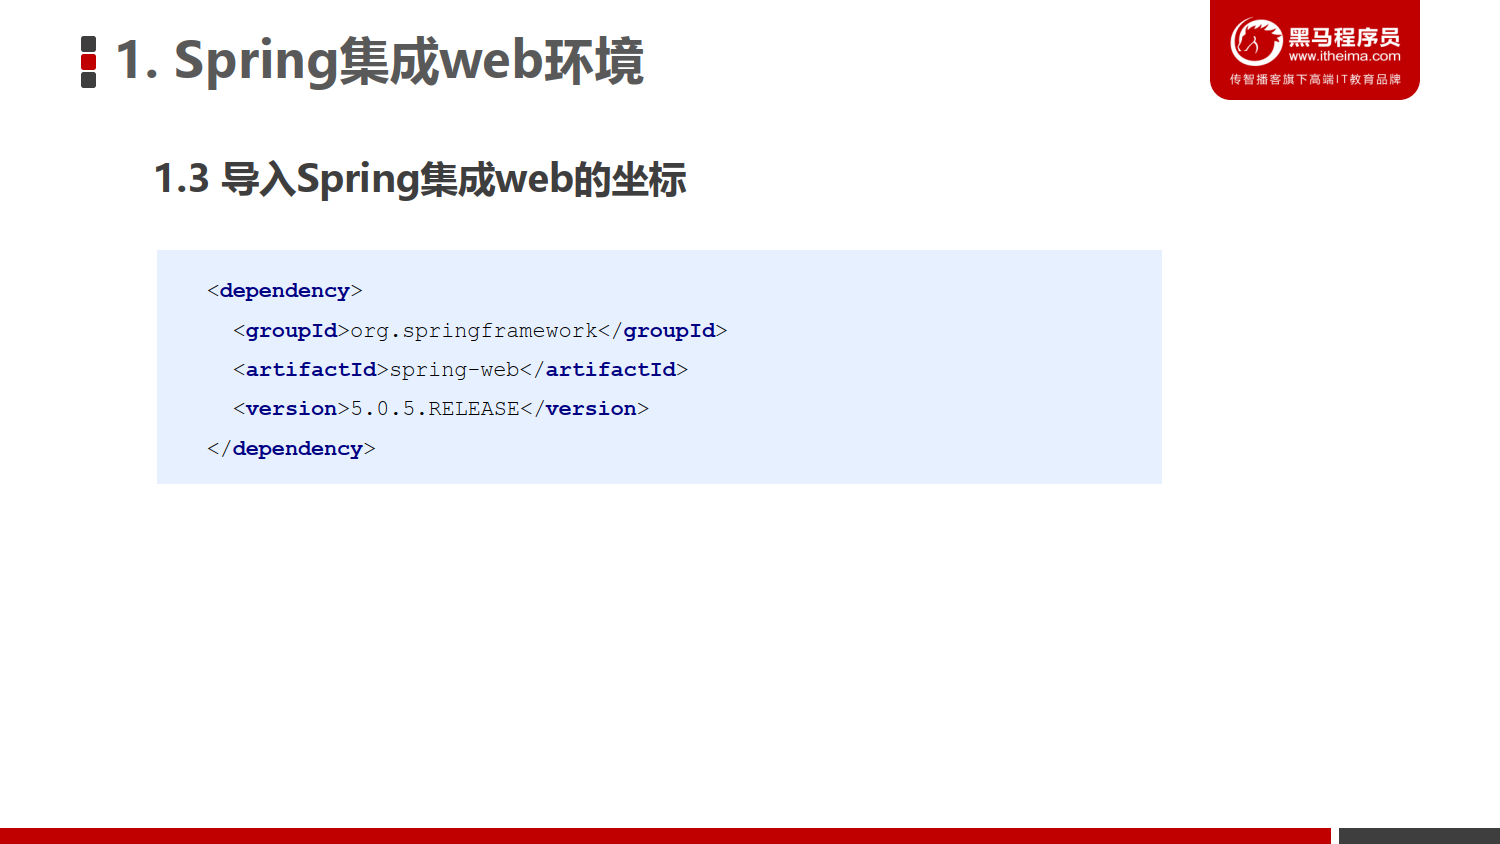 1. Spring集成web环境
黑马程序员
www.itheima.com
传智播客旗下高端IT教育品牌
1.3 导入Spring集成web的坐标
<dependency>
  <groupId>org.springframework</groupId>
  <artifactId>spring-web</artifactId>
  <version>5.0.5.RELEASE</version>
</dependency>